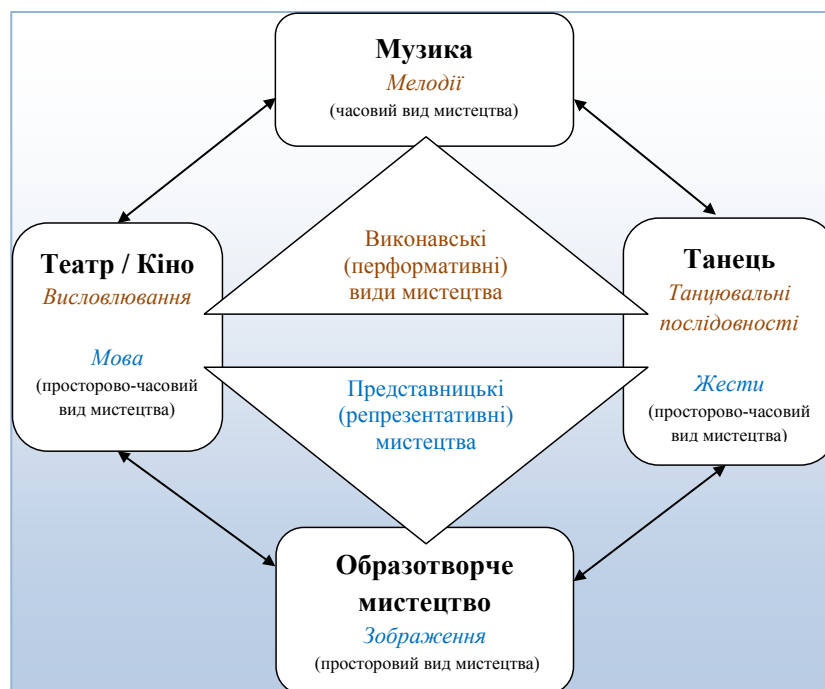 Музика
Мелодії
(часовий вид мистецтва)
Театр / Кіно
Висловлювання
Мова
(просторово-часовий
вид мистецтва)
Виконавські
(перформативні)
види мистецтва
Представницькі
(репрезентативні)
мистецтва
Танець
Танцювальні
послідовності
Жести
(просторово-часовий
вид мистецтва)
Образотворче
мистецтво
Зображення
(просторовий вид мистецтва)